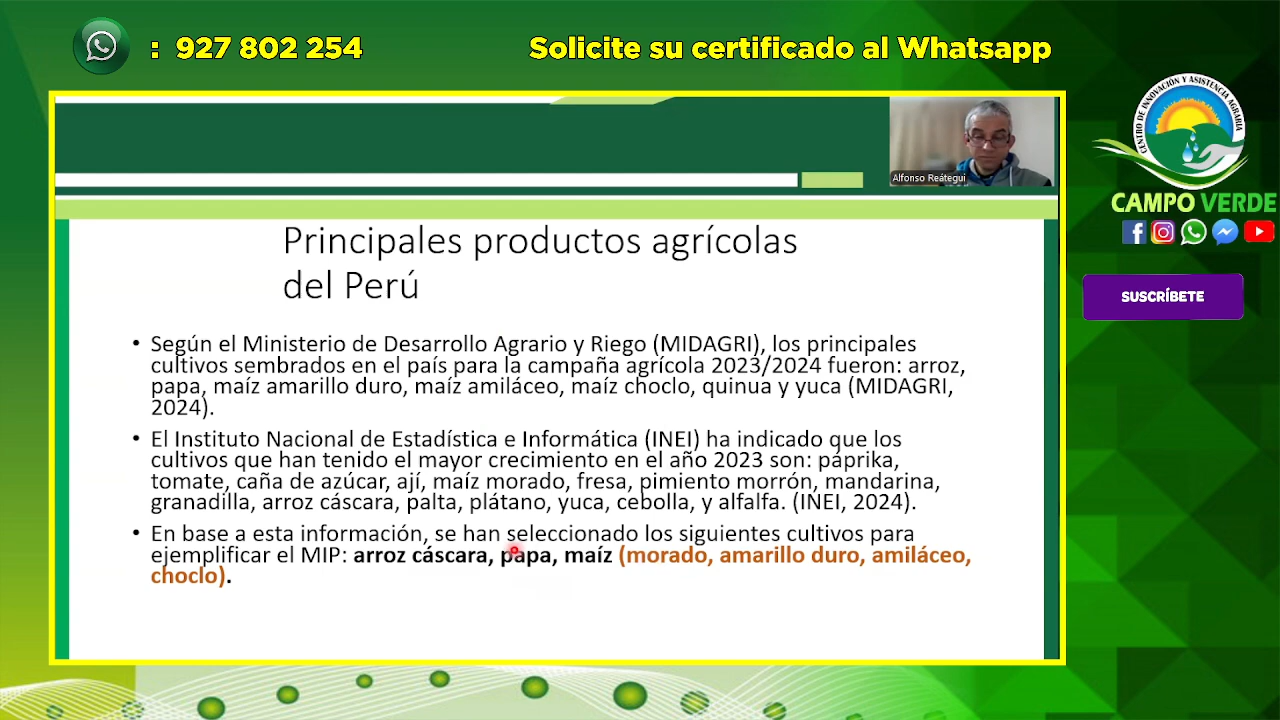 : 927 802 254
Solicite su certificado al Whatsapp
CENTRO DE INNOVACIÓN Y ASISTENCIA AGRARIA
CAMPO VERDE
SUSCRÍBETE
Alfonso Reátegui
Principales productos agrícolas
del Perú
• Según el Ministerio de Desarrollo Agrario y Riego (MIDAGRI), los principales
cultivos sembrados en el país para la campaña agrícola 2023/2024 fueron: arroz,
papa, maíz amarillo duro, maíz amiláceo, maíz choclo, quinua y yuca (MIDAGRI,
2024).
• El Instituto Nacional de Estadística e Informática (INEI) ha indicado que los
cultivos que han tenido el mayor crecimiento en el año 2023 son: páprika,
tomate, caña de azúcar, ají, maíz morado, fresa, pimiento morrón, mandarina,
granadilla, arroz cáscara, palta, plátano, yuca, cebolla, y alfalfa. (INEI, 2024).
• En base a esta información, se han seleccionado los siguientes cultivos para
ejemplificar el MIP: arroz cáscara, papa, maíz (morado, amarillo duro, amiláceo,
choclo).